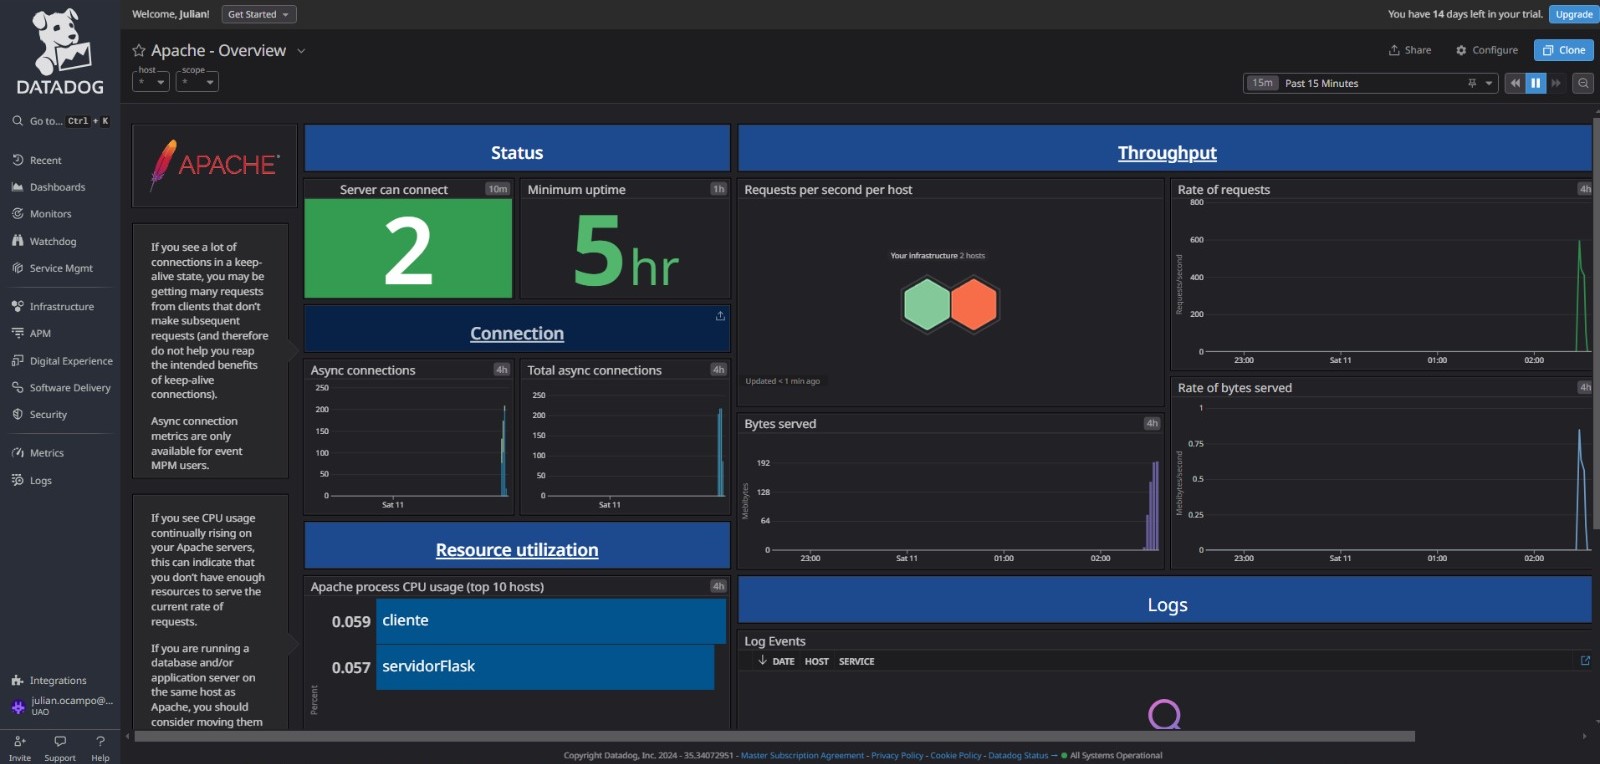 DATADOG
Go to... Ctrl + K
Recent
Dashboards
Monitors
Watchdog
Service Mgmt
Infrastructure
APM
Digital Experience
Software Delivery
Security
Metrics
Logs
Integrations
julian.ocampo@...
UAO
Invite
Support
Help
Welcome, Julian!
Get Started
You have 14 days left in your trial.
Upgrade
Apache - Overview
Share
Configure
Clone
host
*
scope
*
15m Past 15 Minutes
APACHE
If you see a lot of
connections in a keep-
alive state, you may be
getting many requests
from clients that don't
make subsequent
requests (and therefore
do not help you reap
the intended benefits
of keep-alive
connections).
Async connection
metrics are only
available for event
MPM users.
If you see CPU usage
continually rising on
your Apache servers,
this can indicate that
you don't have enough
resources to serve the
current rate of
requests.
If you are running a
database and/or
application server on
the same host as
Apache, you should
consider moving them
Status
Server can connect 10m
2
Minimum uptime 1h
5hr
Connection
Async connections 4h
250
200
150
100
50
0
Sat 11
Total async connections 4h
250
200
150
100
50
0
Sat 11
Resource utilization
Apache process CPU usage (top 10 hosts) 4h
0.059 cliente
0.057 servidorFlask
Percent
Throughput
Requests per second per host
Your infrastructure 2 hosts
Updated < 1 min ago
Rate of requests 4h
800
600
400
200
0
Requests/second
23:00 Sat 11 01:00 02:00
Bytes served 4h
192
128
64
0
Mebibytes
23:00 Sat 11 01:00 02:00
Rate of bytes served 4h
1
0.75
0.5
0.25
0
Mebibytes/second
23:00 Sat 11 01:00 02:00
Logs
Log Events
DATE HOST SERVICE
Copyright Datadog, Inc. 2024 - 35.34072951 - Master Subscription Agreement - Privacy Policy - Cookie Policy - Datadog Status → All Systems Operational